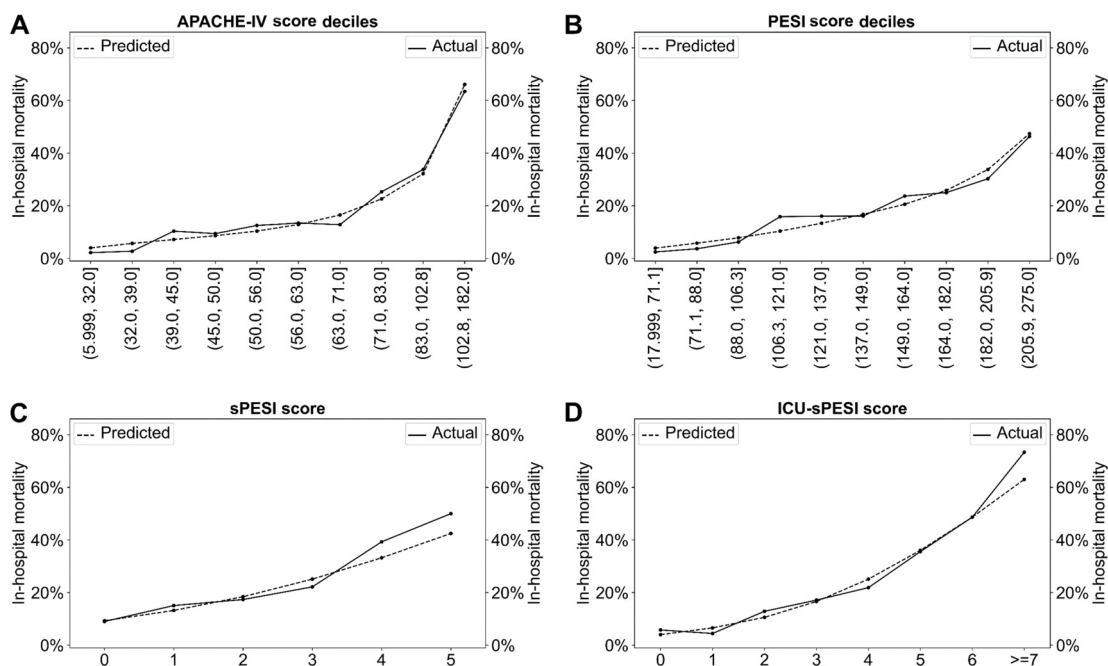 A
APACHE-IV score deciles
80%
60%
40%
20%
0%
In-hospital mortality
Predicted
Actual
80%
60%
40%
20%
0%
In-hospital mortality
(5.999, 32.0]
(32.0, 39.0]
(39.0, 45.0]
(45.0, 50.0]
(50.0, 56.0]
(56.0, 63.0]
(63.0, 71.0]
(71.0, 83.0]
(83.0, 102.8]
(102.8, 182.0]
B
PESI score deciles
80%
60%
40%
20%
0%
In-hospital mortality
Predicted
Actual
80%
60%
40%
20%
0%
In-hospital mortality
(17.999, 71.1]
(71.1, 88.0]
(88.0, 106.3]
(106.3, 121.0]
(121.0, 137.0]
(137.0, 149.0]
(149.0, 164.0]
(164.0, 182.0]
(182.0, 205.9]
(205.9, 275.0]
C
sPESI score
80%
60%
40%
20%
0%
In-hospital mortality
Predicted
Actual
80%
60%
40%
20%
0%
In-hospital mortality
0 1 2 3 4 5
D
ICU-sPESI score
80%
60%
40%
20%
0%
In-hospital mortality
Predicted
Actual
80%
60%
40%
20%
0%
In-hospital mortality
0 1 2 3 4 5 6 >=7